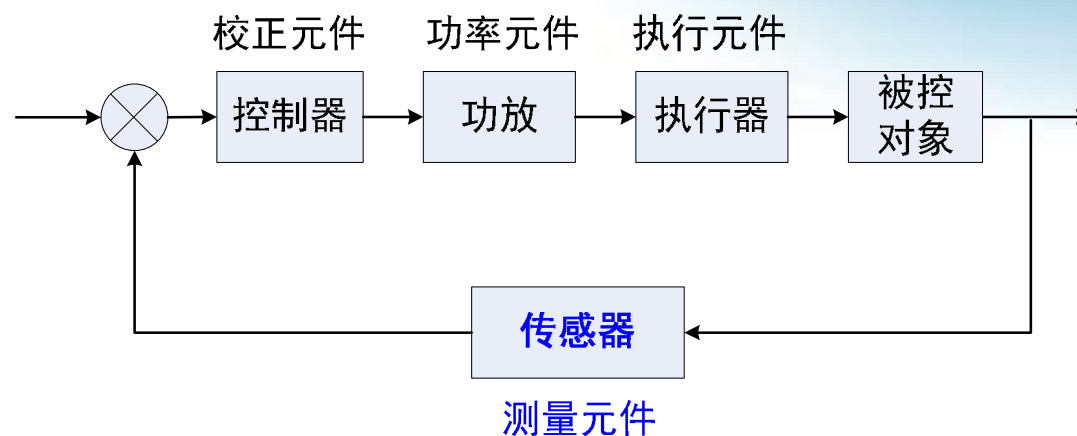 校正元件
功率元件
执行元件
控制器
功放
执行器
被控
对象
传感器
测量元件